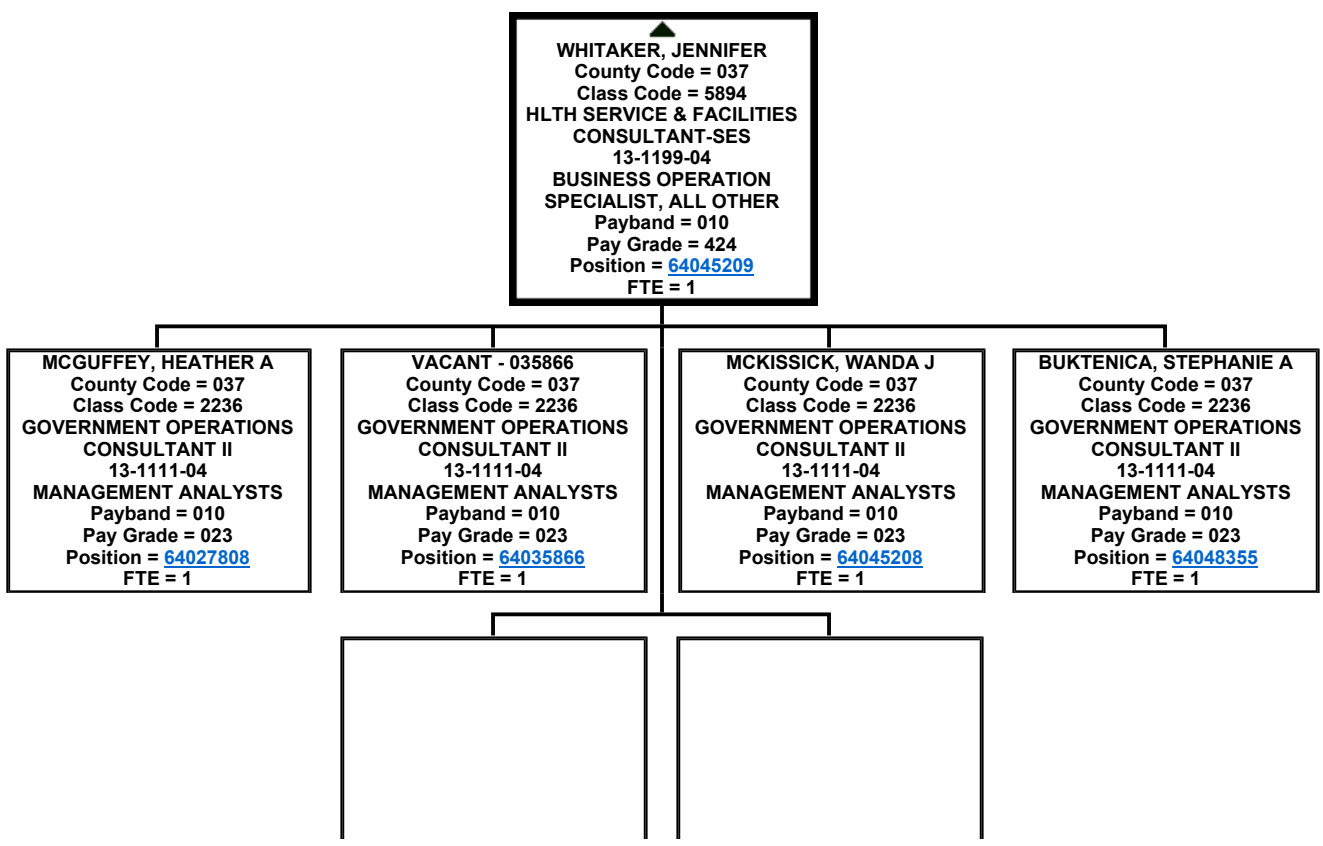 WHITAKER, JENNIFER
County Code = 037
Class Code = 5894
HLTH SERVICE & FACILITIES
CONSULTANT-SES
13-1199-04
BUSINESS OPERATION
SPECIALIST, ALL OTHER
Payband = 010
Pay Grade = 424
Position = 64045209
FTE = 1
MCGUFFEY, HEATHER A
County Code = 037
Class Code = 2236
GOVERNMENT OPERATIONS
CONSULTANT II
13-1111-04
MANAGEMENT ANALYSTS
Payband = 010
Pay Grade = 023
Position = 64027808
FTE = 1
VACANT - 035866
County Code = 037
Class Code = 2236
GOVERNMENT OPERATIONS
CONSULTANT II
13-1111-04
MANAGEMENT ANALYSTS
Payband = 010
Pay Grade = 023
Position = 64035866
FTE = 1
MCKISSICK, WANDA J
County Code = 037
Class Code = 2236
GOVERNMENT OPERATIONS
CONSULTANT II
13-1111-04
MANAGEMENT ANALYSTS
Payband = 010
Pay Grade = 023
Position = 64045208
FTE = 1
BUKTENICA, STEPHANIE A
County Code = 037
Class Code = 2236
GOVERNMENT OPERATIONS
CONSULTANT II
13-1111-04
MANAGEMENT ANALYSTS
Payband = 010
Pay Grade = 023
Position = 64048355
FTE = 1